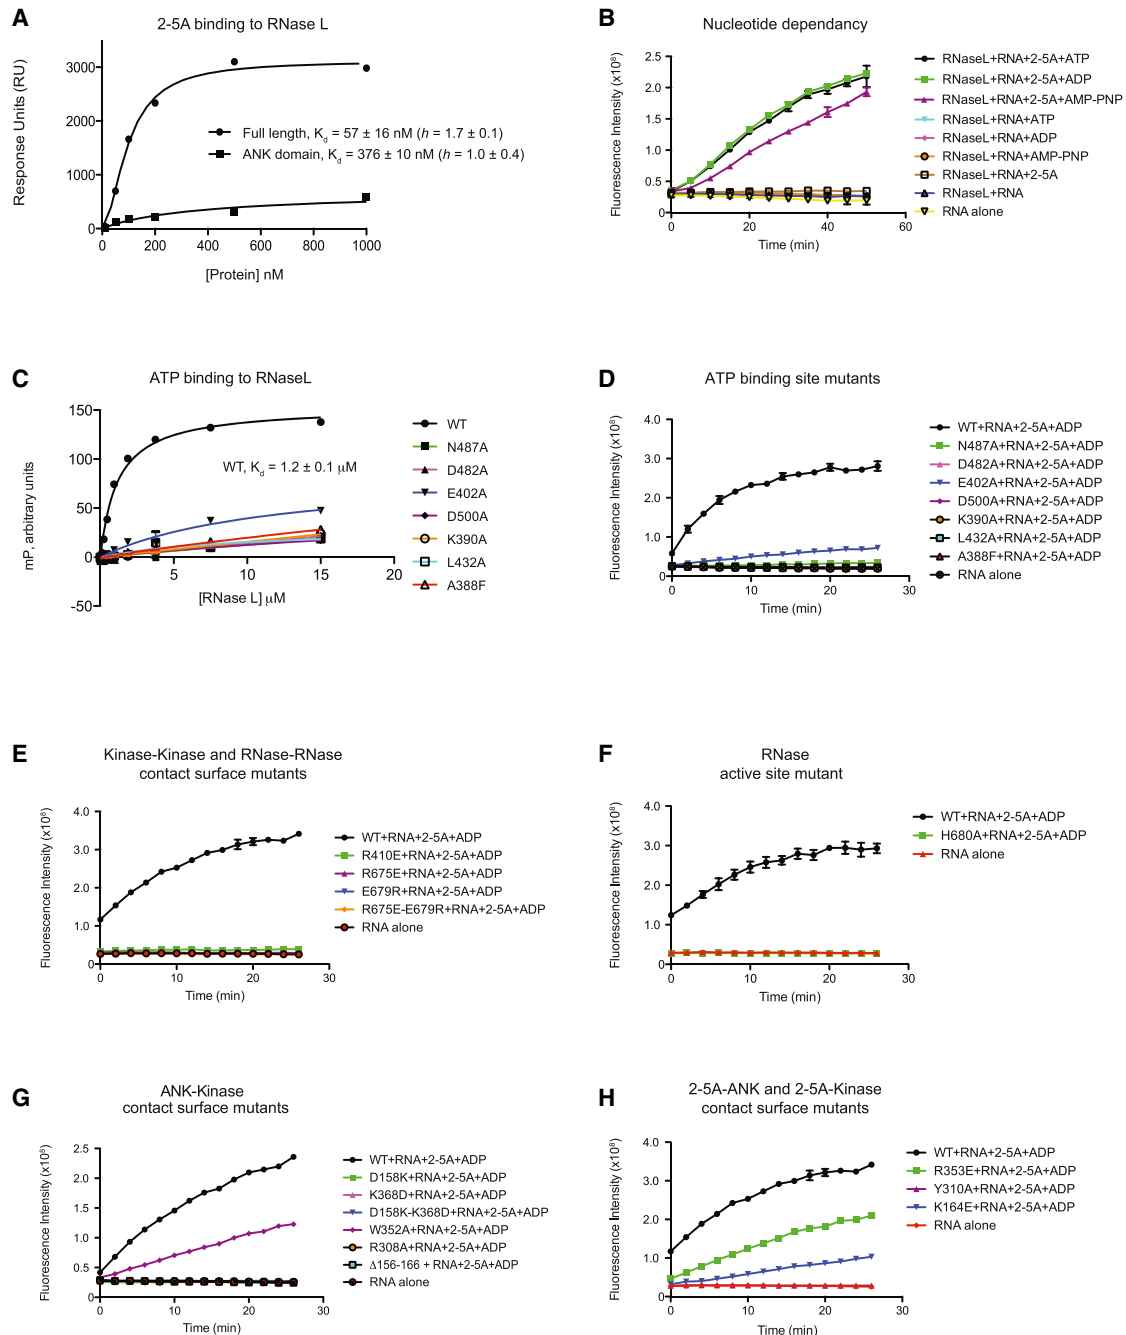 A
2-5A binding to RNase L
Response Units (RU)
3000
2000
1000
0
0
200
400
600
800
1000
[Protein] nM
Full length, Kd = 57 ± 16 nM (h = 1.7 ± 0.1)
ANK domain, Kd = 376 ± 10 nM (h = 1.0 ± 0.4)
B
Nucleotide dependancy
Fluorescence Intensity (x10⁸)
2.5
2.0
1.5
1.0
0.5
0
0
20
40
60
Time (min)
RNaseL+RNA+2-5A+ATP
RNaseL+RNA+2-5A+ADP
RNaseL+RNA+2-5A+AMP-PNP
RNaseL+RNA+ATP
RNaseL+RNA+ADP
RNaseL+RNA+AMP-PNP
RNaseL+RNA+2-5A
RNaseL+RNA
RNA alone
C
ATP binding to RNaseL
mP, arbitrary units
150
100
50
0
-50
5
10
15
20
[RNase L] µM
WT, Kd = 1.2 ± 0.1 µM
WT
N487A
D482A
E402A
D500A
K390A
L432A
A388F
D
ATP binding site mutants
Fluorescence Intensity (x10⁸)
4.0
3.0
2.0
1.0
0
0
10
20
30
Time (min)
WT+RNA+2-5A+ADP
N487A+RNA+2-5A+ADP
D482A+RNA+2-5A+ADP
E402A+RNA+2-5A+ADP
D500A+RNA+2-5A+ADP
K390A+RNA+2-5A+ADP
L432A+RNA+2-5A+ADP
A388F+RNA+2-5A+ADP
RNA alone
E
Kinase-Kinase and RNase-RNase
contact surface mutants
Fluorescence Intensity (x10⁸)
4.0
3.0
2.0
1.0
0
0
10
20
30
Time (min)
WT+RNA+2-5A+ADP
R410E+RNA+2-5A+ADP
R675E+RNA+2-5A+ADP
E679R+RNA+2-5A+ADP
R675E-E679R+RNA+2-5A+ADP
RNA alone
F
RNase
active site mutant
Fluorescence Intensity (x10⁸)
4.0
3.0
2.0
1.0
0
0
10
20
30
Time (min)
WT+RNA+2-5A+ADP
H680A+RNA+2-5A+ADP
RNA alone
G
ANK-Kinase
contact surface mutants
Fluorescence Intensity (x10⁸)
2.5
2.0
1.5
1.0
0.5
0
0
10
20
30
Time (min)
WT+RNA+2-5A+ADP
D158K+RNA+2-5A+ADP
K368D+RNA+2-5A+ADP
D158K-K368D+RNA+2-5A+ADP
W352A+RNA+2-5A+ADP
R308A+RNA+2-5A+ADP
Δ156-166 + RNA+2-5A+ADP
RNA alone
H
2-5A-ANK and 2-5A-Kinase
contact surface mutants
Fluorescence Intensity (x10⁸)
4.0
3.0
2.0
1.0
0
0
10
20
30
Time (min)
WT+RNA+2-5A+ADP
R353E+RNA+2-5A+ADP
Y310A+RNA+2-5A+ADP
K164E+RNA+2-5A+ADP
RNA alone